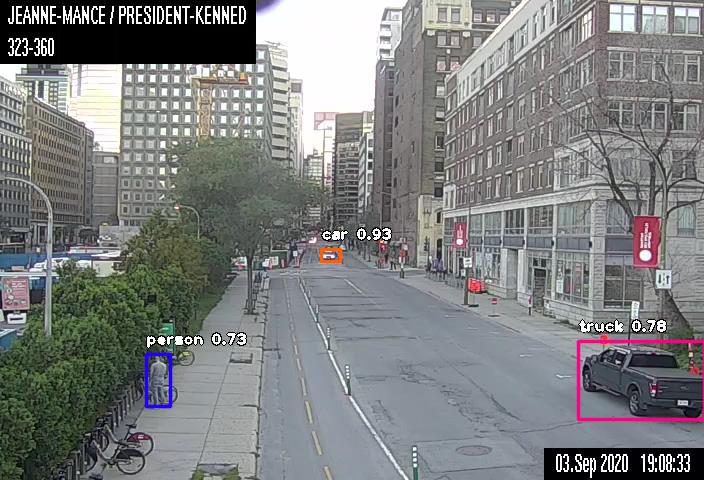 JEANNE-MANCE / PRESIDENT-KENNED
323-360
car 0.93
person 0.73
truck 0.78
03.Sep 2020 19:08:33